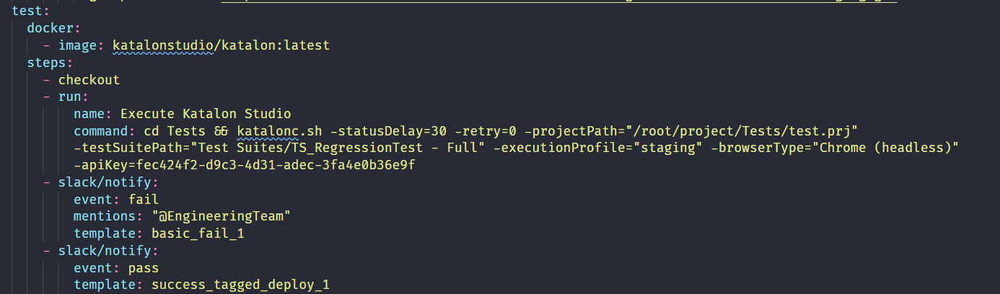 test:
docker:
- image: katalonstudio/katalon:latest
steps:
- checkout
- run:
name: Execute Katalon Studio
command: cd Tests && katalonc.sh -statusDelay=30 -retry=0 -projectPath="/root/project/Tests/test.prj"
-testSuitePath="Test Suites/TS_RegressionTest - Full" -executionProfile="staging" -browserType="Chrome (headless)"
-apiKey=fec424f2-d9c3-4d31-adec-3fa4e0b36e9f
- slack/notify:
event: fail
mentions: "@EngineeringTeam"
template: basic_fail_1
- slack/notify:
event: pass
template: success_tagged_deploy_1